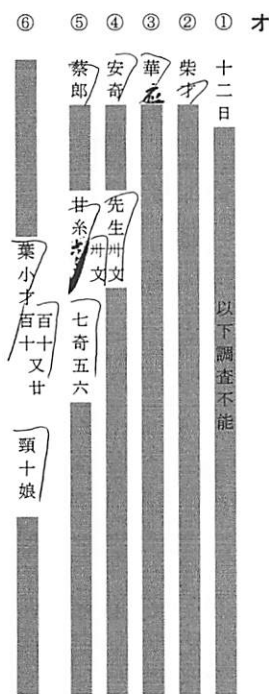 オ
① 十二日 以下調査不能
② 柴才
③ 華
④ 安奇 先生卅文
⑤ 蔡郎 廿糸 卅文 七奇五六
⑥ 葉小才百十 百十又廿 頸十娘